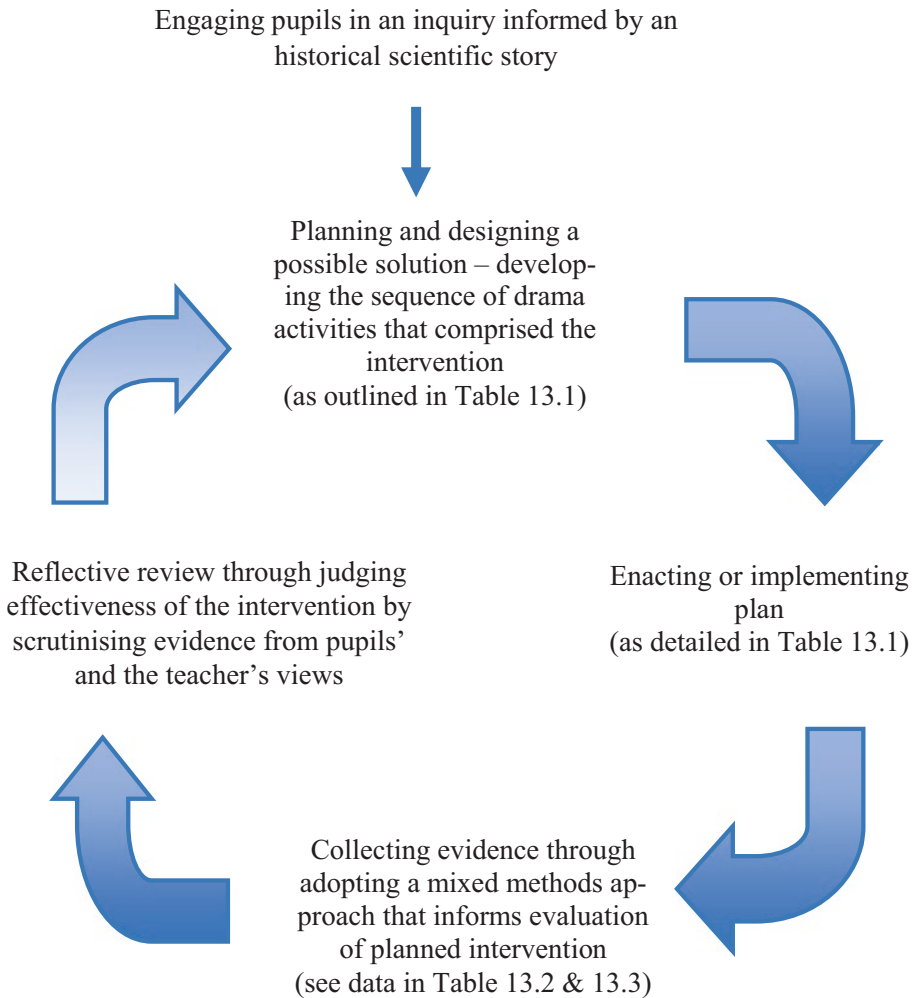 Engaging pupils in an inquiry informed by an
historical scientific story
Planning and designing a
possible solution – develop-
ing the sequence of drama
activities that comprised the
intervention
(as outlined in Table 13.1)
Enacting or implementing
plan
(as detailed in Table 13.1)
Collecting evidence through
adopting a mixed methods ap-
proach that informs evaluation
of planned intervention
(see data in Table 13.2 & 13.3)
Reflective review through judging
effectiveness of the intervention by
scrutinising evidence from pupils’
and the teacher’s views